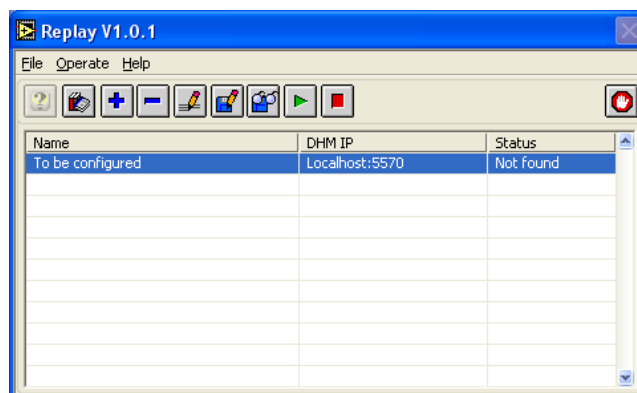 Replay V1.0.1
File Operate Help
?
Name DHM IP Status
To be configured Localhost:5570 Not found